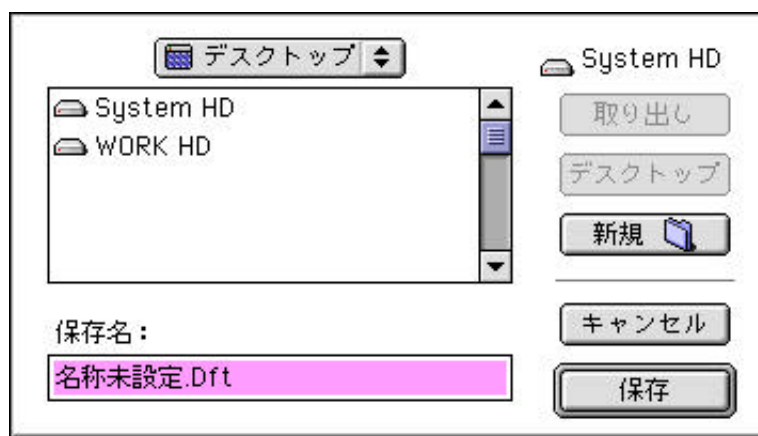 デスクトップ
System HD
System HD
WORK HD
取り出し
デスクトップ
新規
保存名：
名称未設定.Dft
キャンセル
保存